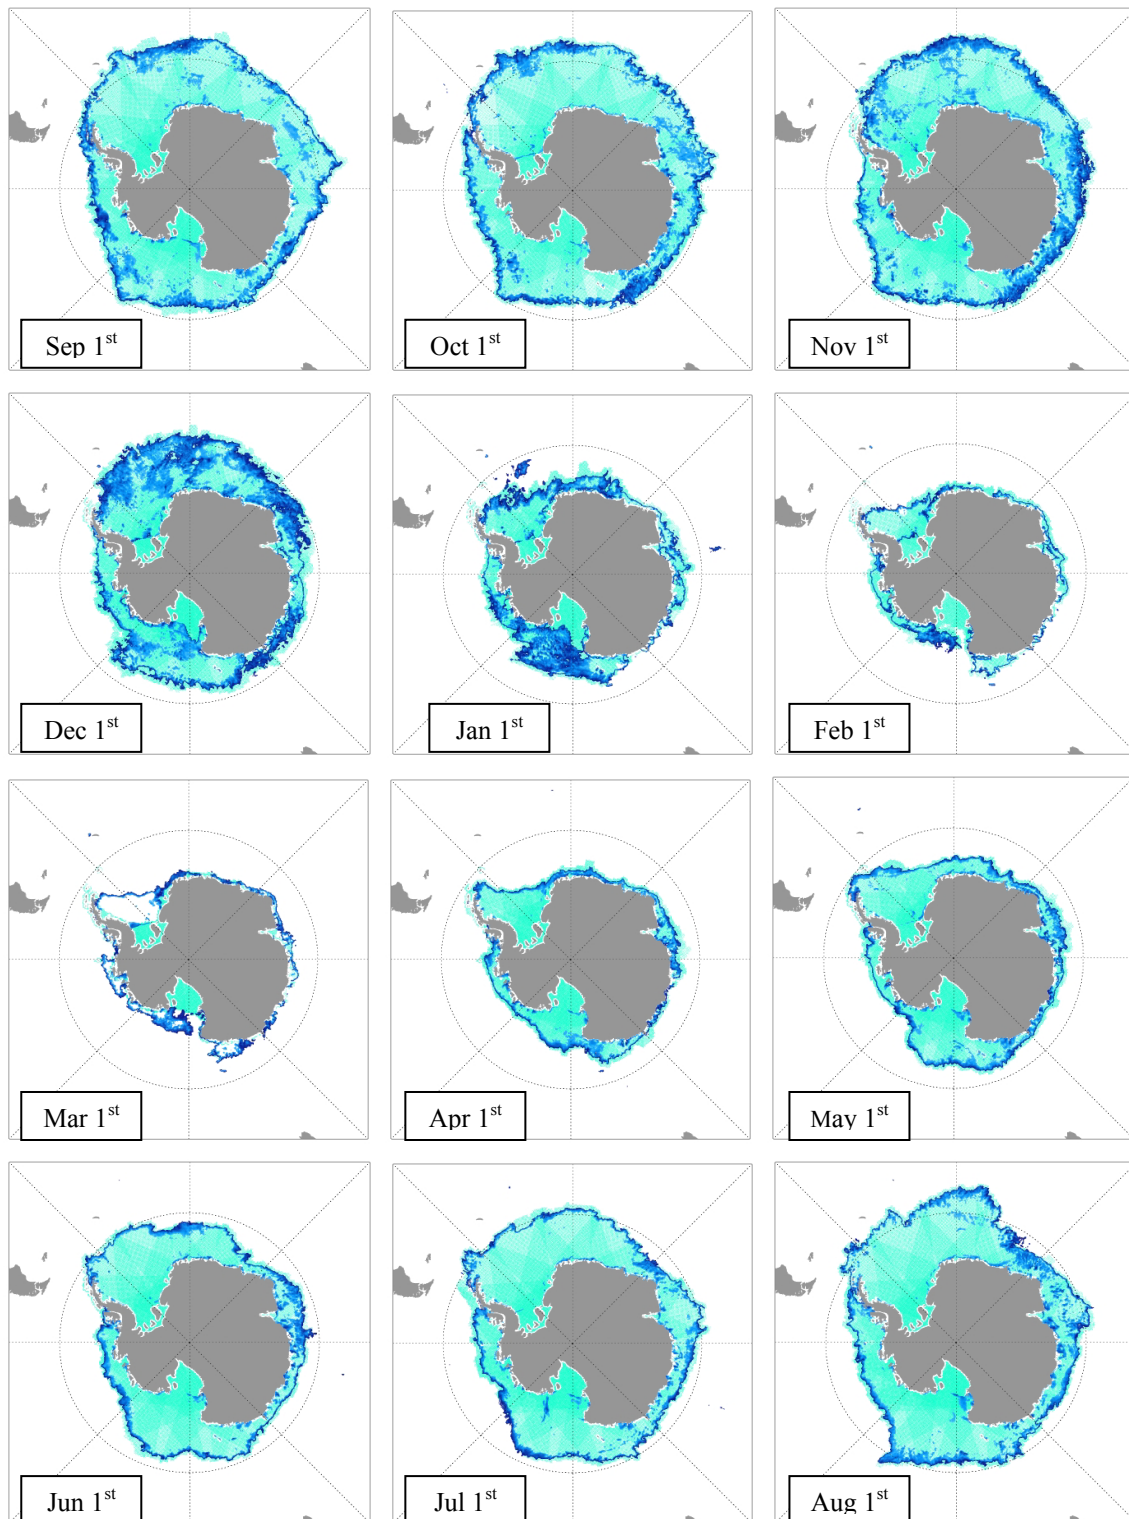 Sep 1st
Oct 1st
Nov 1st
Dec 1st
Jan 1st
Feb 1st
Mar 1st
Apr 1st
May 1st
Jun 1st
Jul 1st
Aug 1st